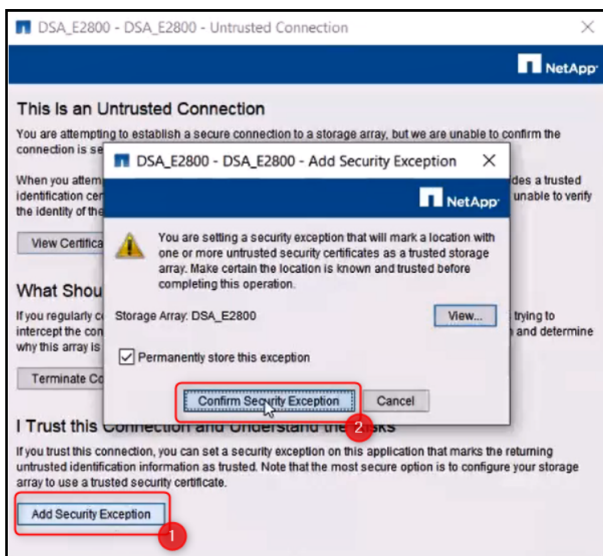 DSA_E2800 - DSA_E2800 - Untrusted Connection
NetApp
This Is an Untrusted Connection
You are attempting to establish a secure connection to a storage array, but we are unable to confirm the
connection is se
When you attem
des a trusted
identification cer
unable to verify
the identity of the
View Certifica
What Shou
If you regularly c
trying to
intercept the con
and determine
why this array is
Terminate Co
DSA_E2800 - DSA_E2800 - Add Security Exception
NetApp
You are setting a security exception that will mark a location with
one or more untrusted security certificates as a trusted storage
array. Make certain the location is known and trusted before
completing this operation.
Storage Array: DSA_E2800
View...
Permanently store this exception
Confirm Security Exception
Cancel
2
I Trust this Connection and Understand the Risks
If you trust this connection, you can set a security exception on this application that marks the returning
untrusted identification information as trusted. Note that the most secure option is to configure your storage
array to use a trusted security certificate.
Add Security Exception
1